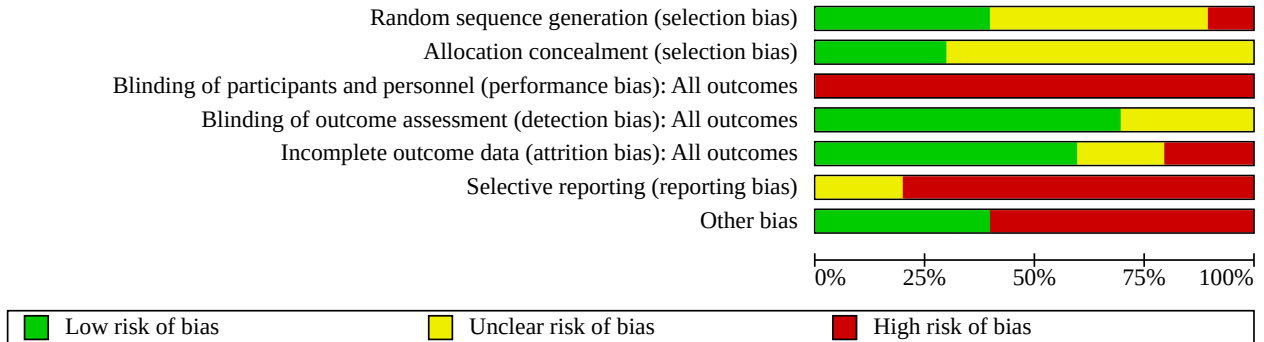 Random sequence generation (selection bias)
Allocation concealment (selection bias)
Blinding of participants and personnel (performance bias): All outcomes
Blinding of outcome assessment (detection bias): All outcomes
Incomplete outcome data (attrition bias): All outcomes
Selective reporting (reporting bias)
Other bias
0% 25% 50% 75% 100%
Low risk of bias Unclear risk of bias High risk of bias